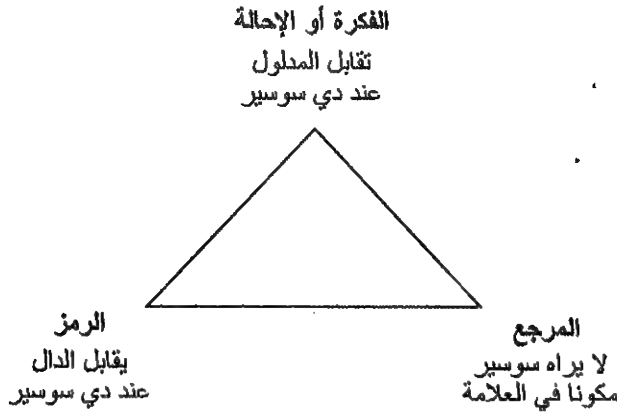 الفكرة أو الإحالة
تقابل المدلول
عند دي سوسير
الرمز
يقابل الدال
عند دي سوسير
المرجع
لا يراه سوسير
مكونا في العلامة